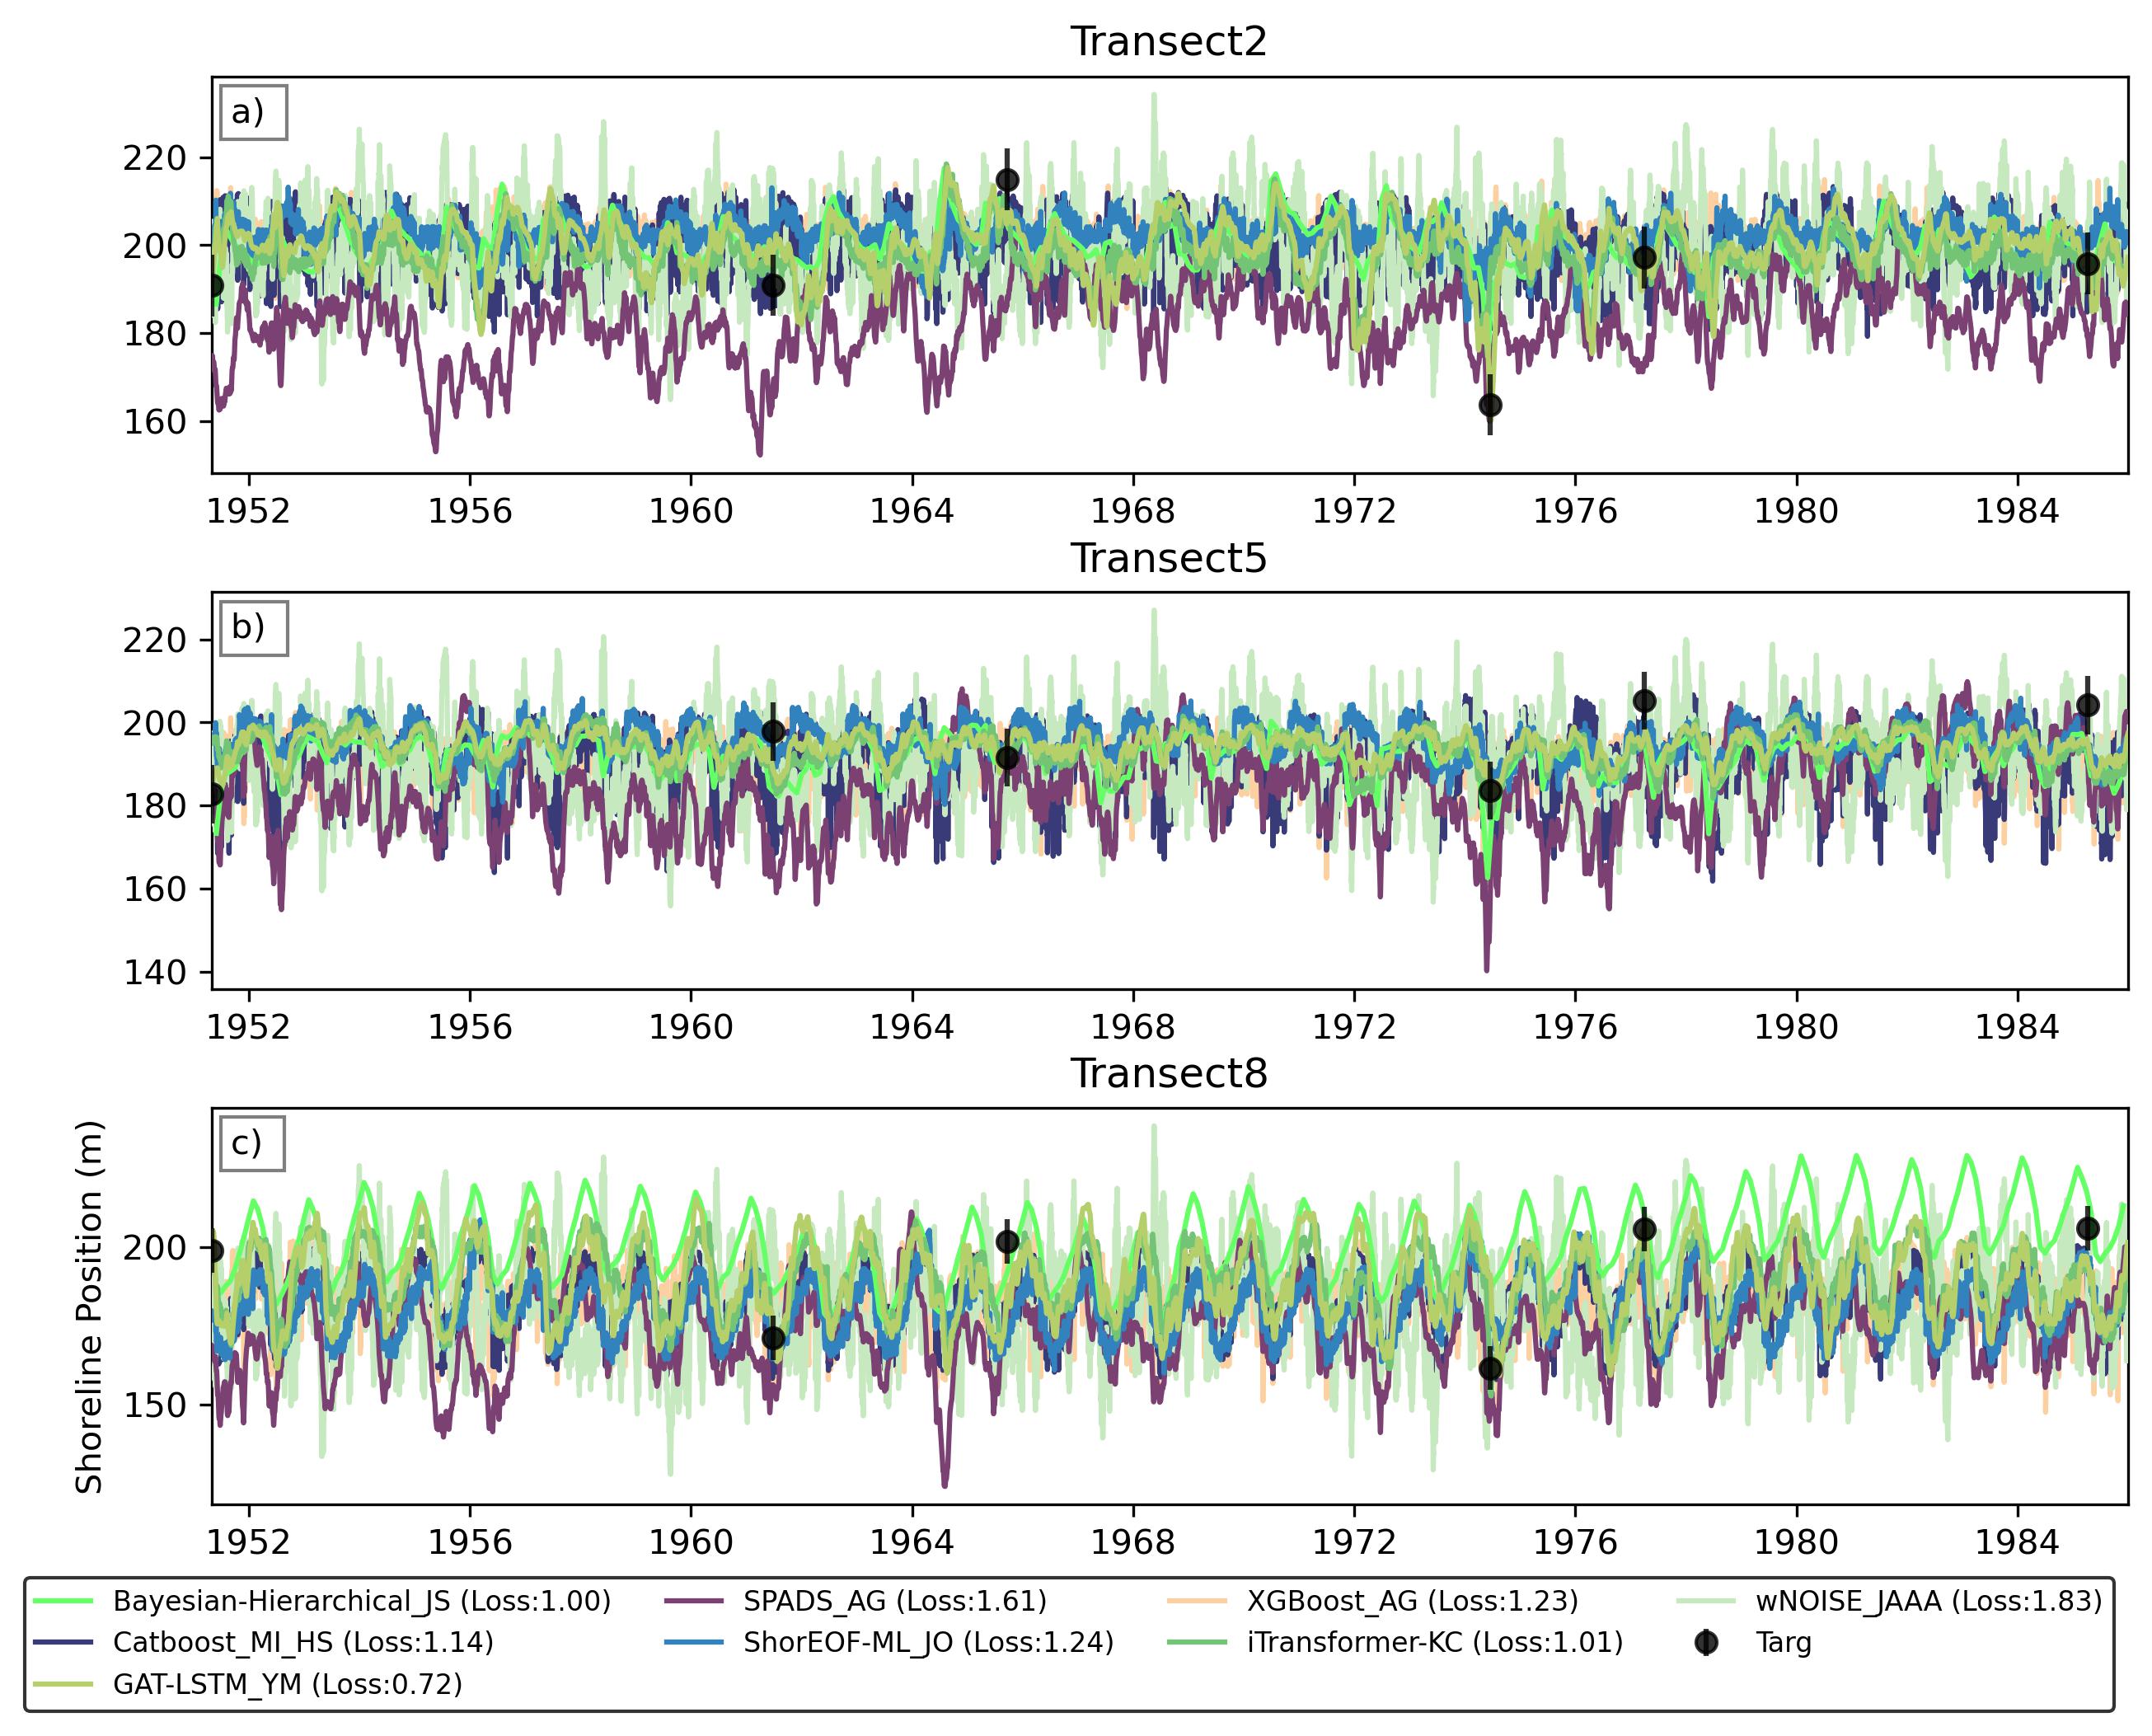 Transect2
a)
220
200
180
160
1952 1956 1960 1964 1968 1972 1976 1980 1984
Transect5
b)
220
200
180
160
140
1952 1956 1960 1964 1968 1972 1976 1980 1984
Transect8
c)
Shoreline Position (m)
200
150
1952 1956 1960 1964 1968 1972 1976 1980 1984
Bayesian-Hierarchical_JS (Loss:1.00) SPADS_AG (Loss:1.61) XGBoost_AG (Loss:1.23) wNOISE_JAAA (Loss:1.83)
Catboost_MI_HS (Loss:1.14) ShorEOF-ML_JO (Loss:1.24) iTransformer-KC (Loss:1.01) Targ
GAT-LSTM_YM (Loss:0.72)